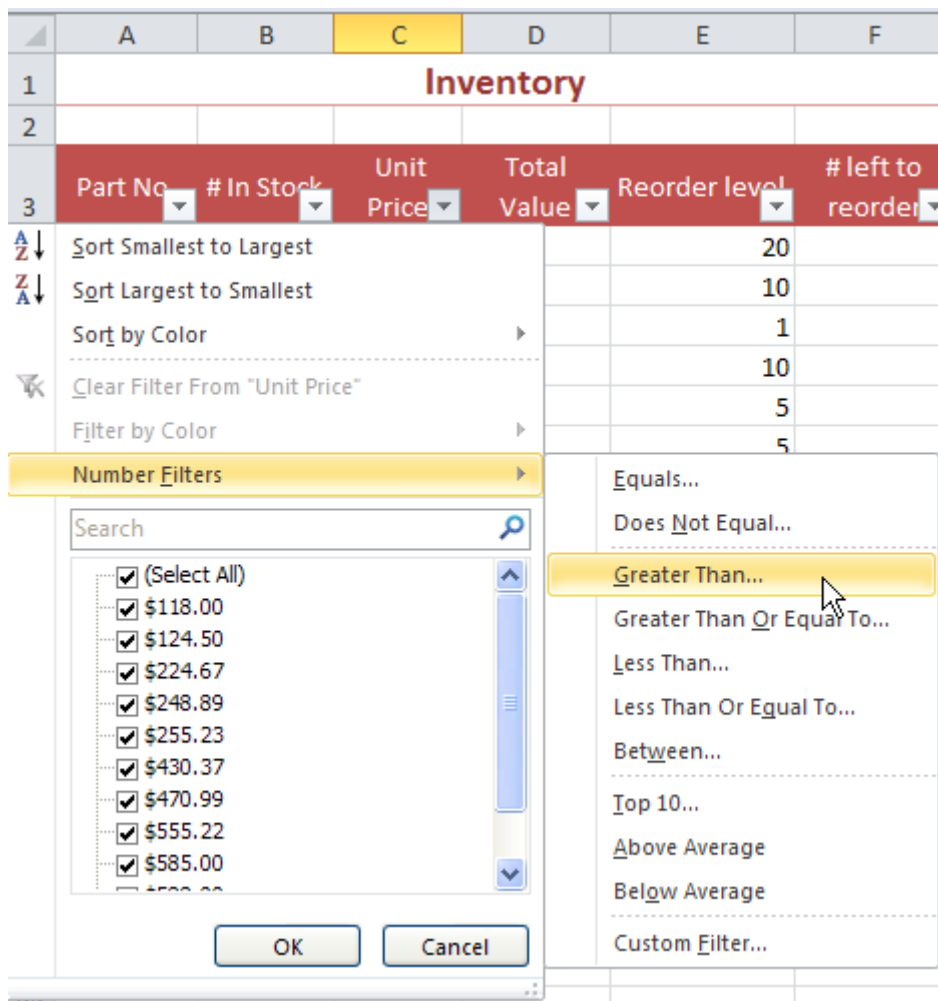 A B C D E F
1 Inventory
2
Unit Total # left to
Part No # In Stock Reorder level
3 Price Value reorder
Sort Smallest to Largest
20
Sort Largest to Smallest
10
Sort by Color
1
Clear Filter From "Unit Price"
10
Filter by Color
5
5
Number Filters
Search
(Select All)
$118.00
$124.50
$224.67
$248.89
$255.23
$430.37
$470.99
$555.22
$585.00
OK Cancel
Equals...
Does Not Equal...
Greater Than...
Greater Than Or Equal To...
Less Than...
Less Than Or Equal To...
Between...
Top 10...
Above Average
Below Average
Custom Filter...